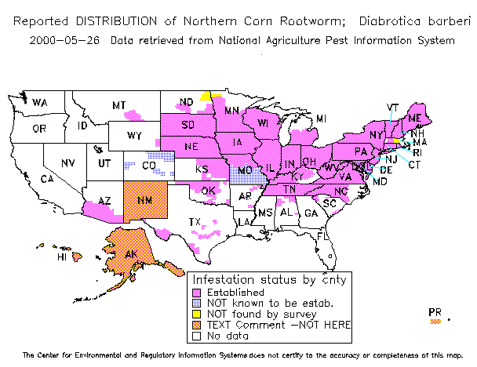 Reported DISTRIBUTION of Northern Corn Rootworm; Diabrotica barberi
2000-05-26 Data retrieved from National Agriculture Pest Information System
WA
MT
ND
MN
VT
ME
OR
ID
SD
WI
MI
NY
NH
MA
WY
IA
PA
RI
NV
UT
NE
IL
IN
OH
NJ
CT
CA
CO
KS
MO
KY
WV
VA
DE
MD
AZ
NM
OK
AR
TN
NC
SC
TX
MS
AL
GA
LA
FL
HI
AK
PR
Infestation status by cnty
Established
NOT known to be estab.
NOT found by survey
TEXT Comment -NOT HERE
No data
The Center for Environmental and Regulatory Information Systems does not certify to the accuracy or completeness of this map.